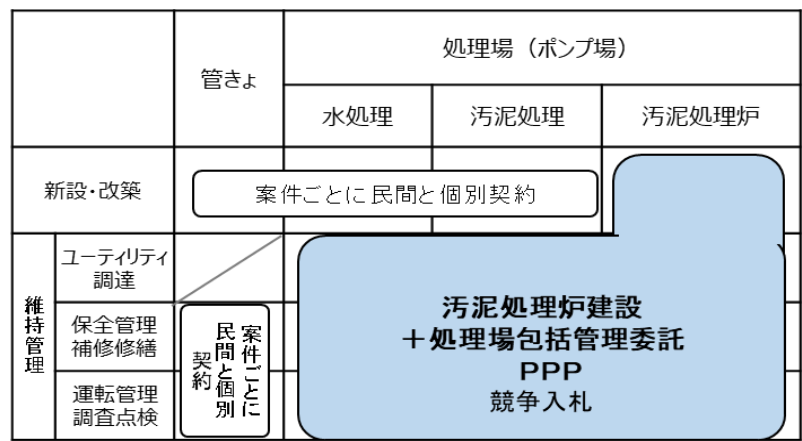 管きょ
処理場（ポンプ場）
水処理
汚泥処理
汚泥処理炉
新設・改築
案件ごとに民間と個別契約
維持管理
ユーティリティ
調達
保全管理
補修修繕
運転管理
調査点検
案件ごとに
民間と個別
契約
汚泥処理炉建設
＋処理場包括管理委託
PPP
競争入札